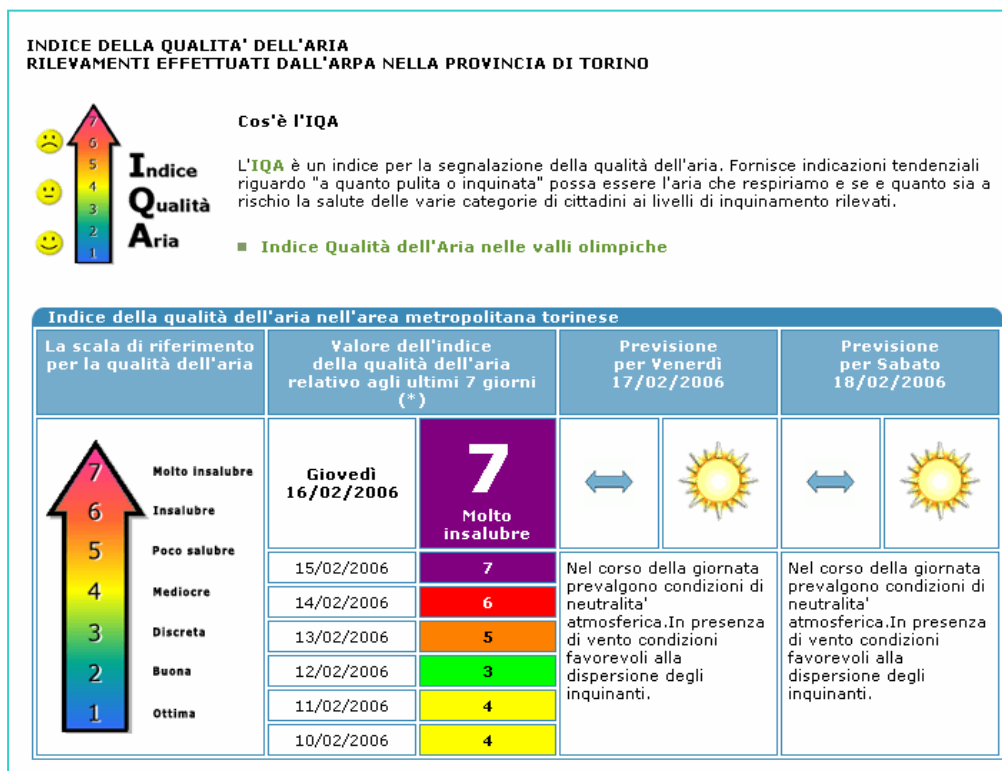 INDICE DELLA QUALITA' DELL'ARIA
RILEVAMENTI EFFETTUATI DALL'ARPA NELLA PROVINCIA DI TORINO
7
6
5
4
3
2
1
Indice
Qualità
Aria
Cos'è l'IQA
L'IQA è un indice per la segnalazione della qualità dell'aria. Fornisce indicazioni tendenziali
riguardo "a quanto pulita o inquinata" possa essere l'aria che respiriamo e se e quanto sia a
rischio la salute delle varie categorie di cittadini ai livelli di inquinamento rilevati.
Indice Qualità dell'Aria nelle valli olimpiche
Indice della qualità dell'aria nell'area metropolitana torinese
La scala di riferimento
per la qualità dell'aria
Valore dell'indice
della qualità dell'aria
relativo agli ultimi 7 giorni
(*)
Previsione
per Venerdì
17/02/2006
Previsione
per Sabato
18/02/2006
7 Molto insalubre
6 Insalubre
5 Poco salubre
4 Mediocre
3 Discreta
2 Buona
1 Ottima
Giovedì
16/02/2006
7
Molto
insalubre
15/02/2006 7
14/02/2006 6
13/02/2006 5
12/02/2006 3
11/02/2006 4
10/02/2006 4
Nel corso della giornata
prevalgono condizioni di
neutralita'
atmosferica.In presenza
di vento condizioni
favorevoli alla
dispersione degli
inquinanti.
Nel corso della giornata
prevalgono condizioni di
neutralita'
atmosferica.In presenza
di vento condizioni
favorevoli alla
dispersione degli
inquinanti.